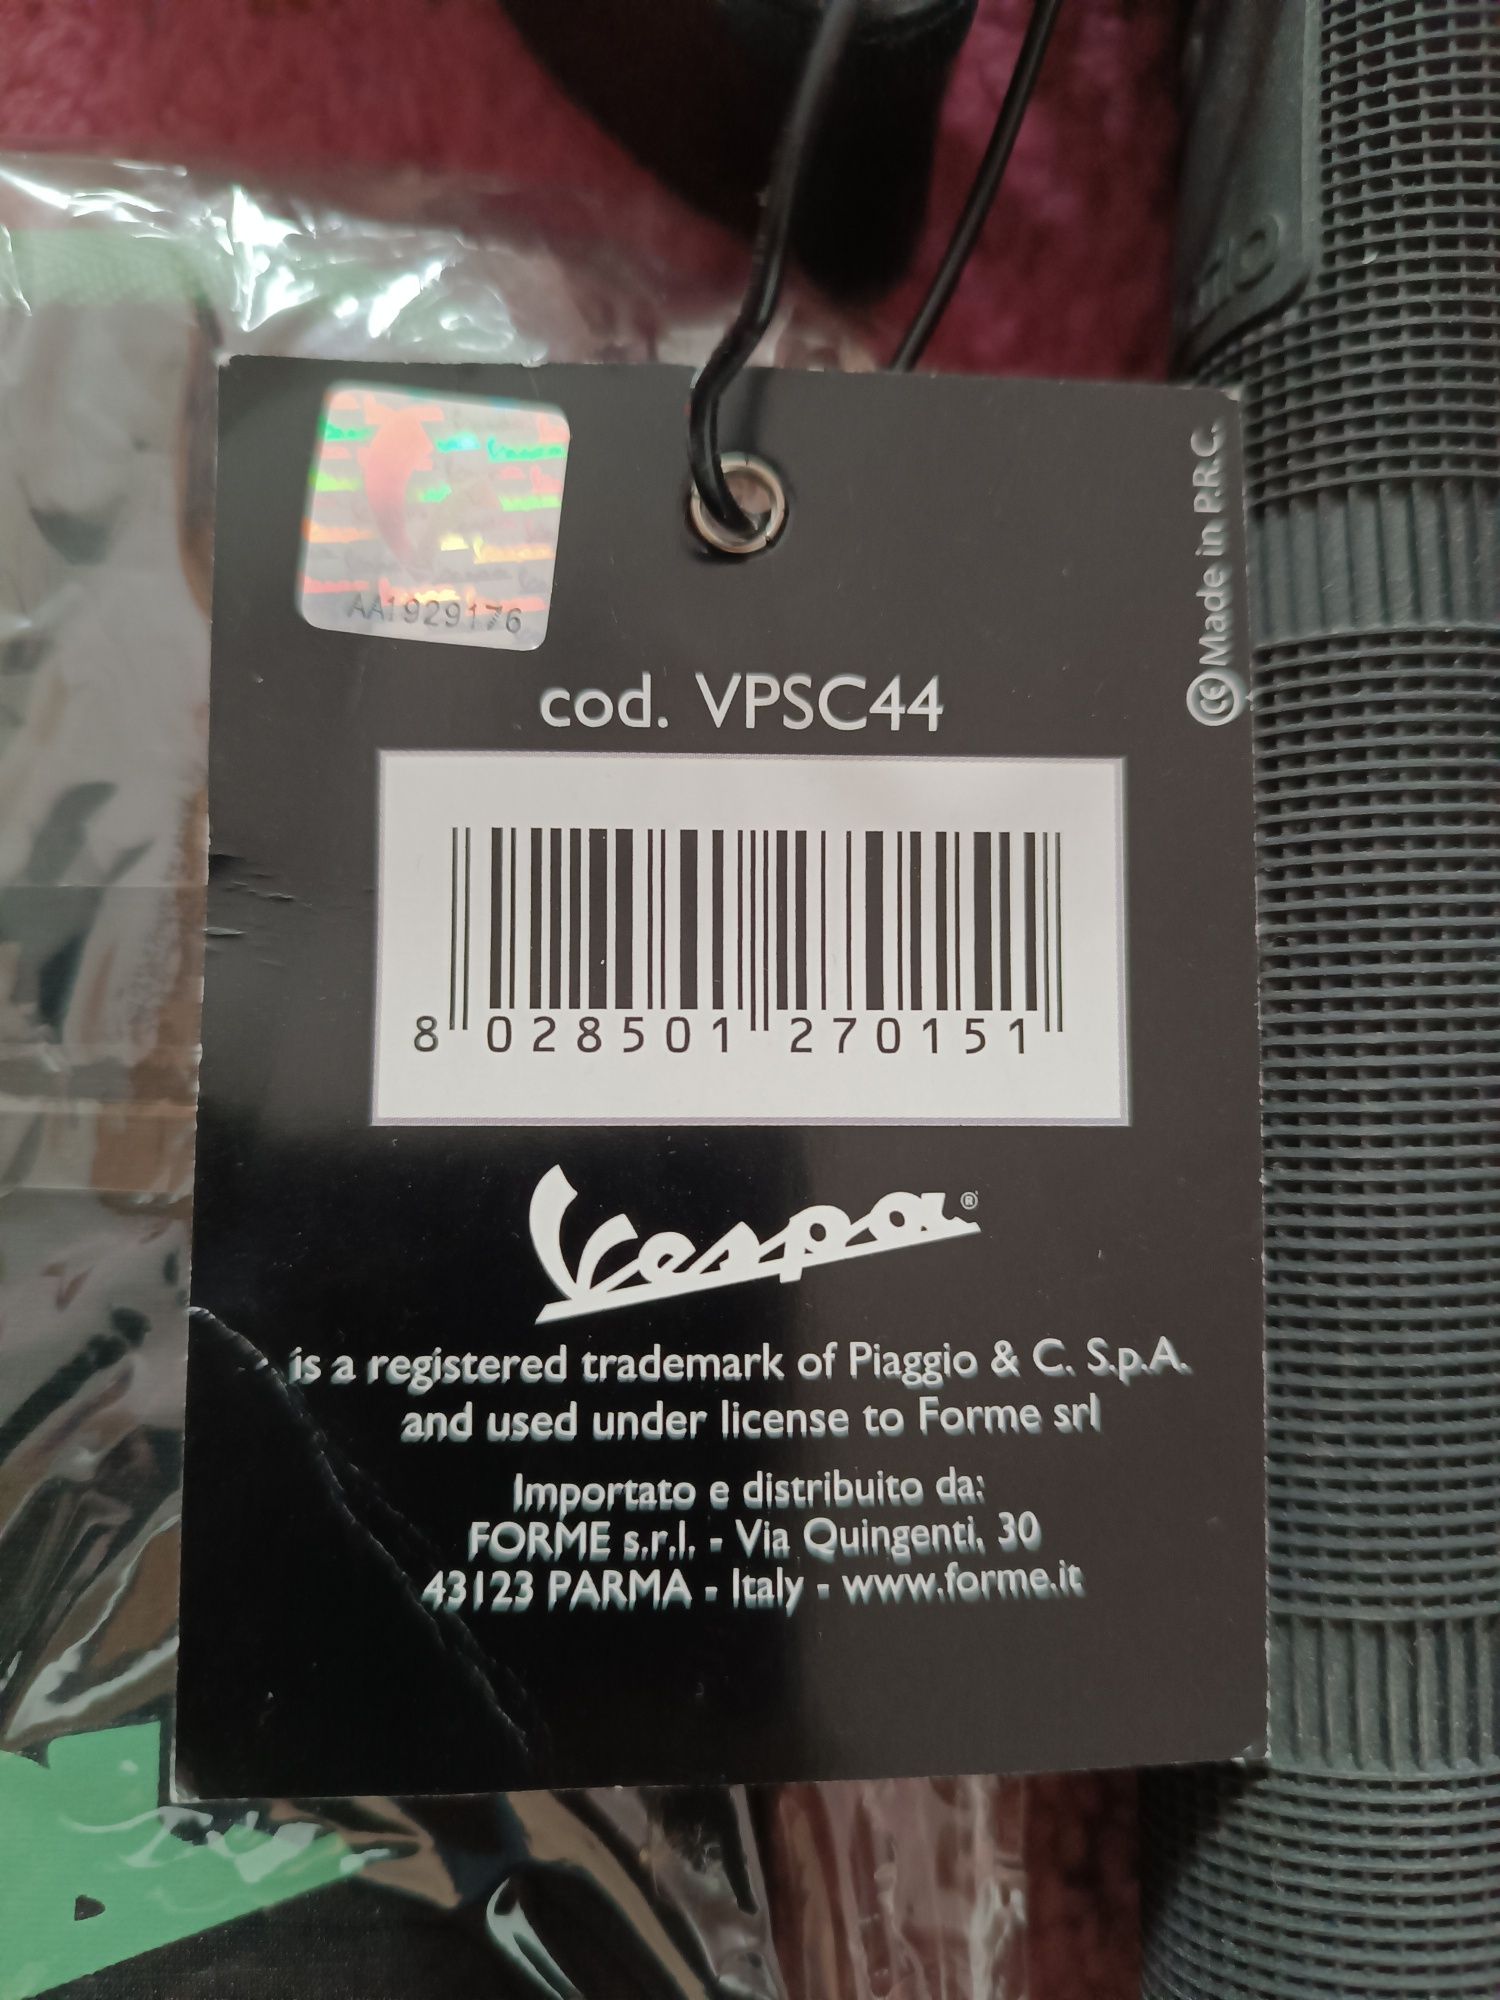 AA1929176
cod. VPSC44
Made in P.R.C.
8 028501 270151
Vespa®
is a registered trademark of Piaggio & C. S.p.A.
and used under license to Forme srl
Importato e distribuito da:
FORME s.r.l. - Via Quingenti, 30
43123 PARMA - Italy - www.forme.it